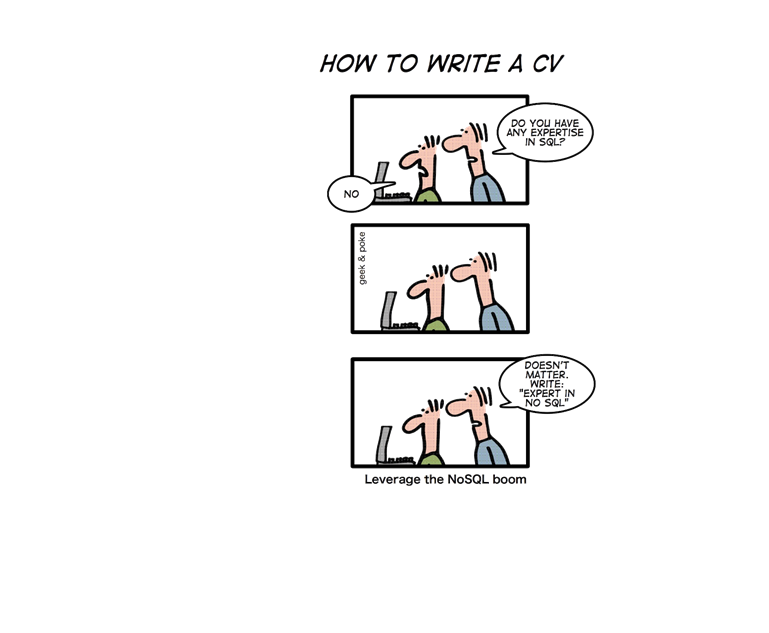 HOW TO WRITE A CV
DO YOU HAVE
ANY EXPERTISE
IN SQL?
NO
geek & poke
DOESN'T
MATTER.
WRITE:
"EXPERT IN
NO SQL"
Leverage the NoSQL boom